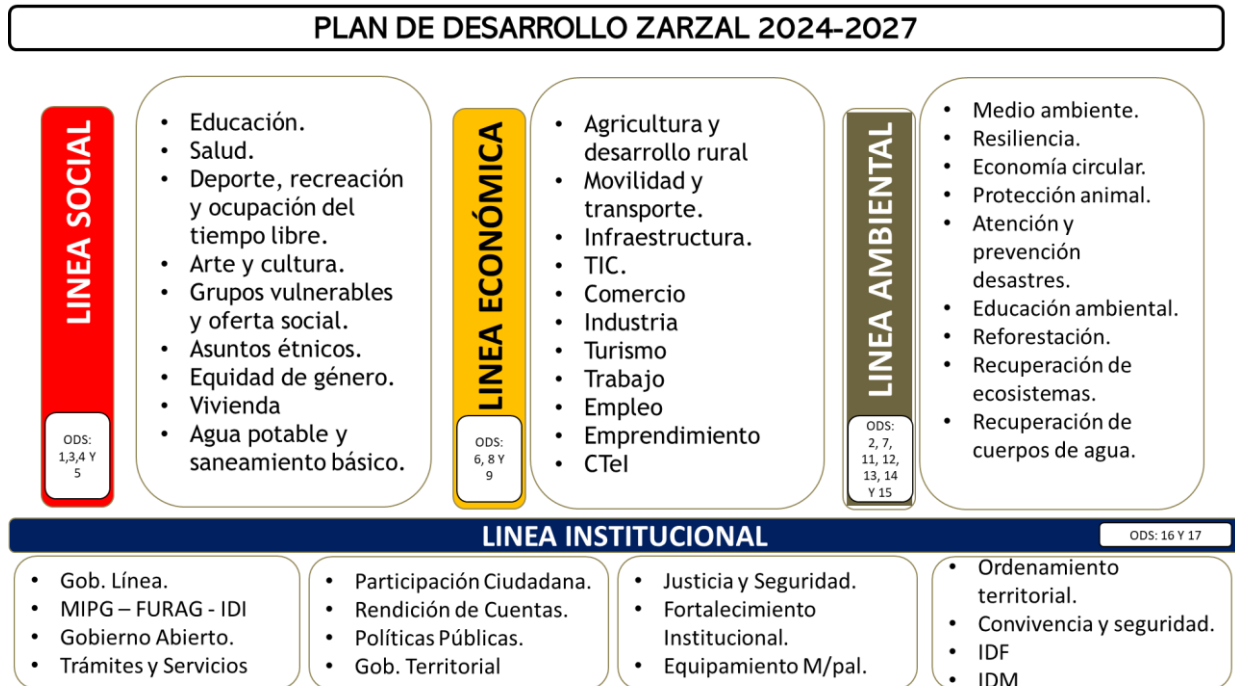 PLAN DE DESARROLLO ZARZAL 2024-2027
LINEA SOCIAL
ODS:
1,3,4 Y
5
• Educación.
• Salud.
• Deporte, recreación
y ocupación del
tiempo libre.
• Arte y cultura.
• Grupos vulnerables
y oferta social.
• Asuntos étnicos.
• Equidad de género.
• Vivienda
• Agua potable y
saneamiento básico.
LINEA ECONÓMICA
ODS:
6, 8 Y
9
• Agricultura y
desarrollo rural
• Movilidad y
transporte.
• Infraestructura.
• TIC.
• Comercio
• Industria
• Turismo
• Trabajo
• Empleo
• Emprendimiento
• CTeI
LINEA AMBIENTAL
ODS:
2, 7,
11, 12,
13, 14
Y 15
• Medio ambiente.
• Resiliencia.
• Economía circular.
• Protección animal.
• Atención y
prevención
desastres.
• Educación ambiental.
• Reforestación.
• Recuperación de
ecosistemas.
• Recuperación de
cuerpos de agua.
LINEA INSTITUCIONAL
ODS: 16 Y 17
• Gob. Línea.
• MIPG – FURAG - IDI
• Gobierno Abierto.
• Trámites y Servicios
• Participación Ciudadana.
• Rendición de Cuentas.
• Políticas Públicas.
• Gob. Territorial
• Justicia y Seguridad.
• Fortalecimiento
Institucional.
• Equipamiento M/pal.
• Ordenamiento
territorial.
• Convivencia y seguridad.
• IDF
• IDM